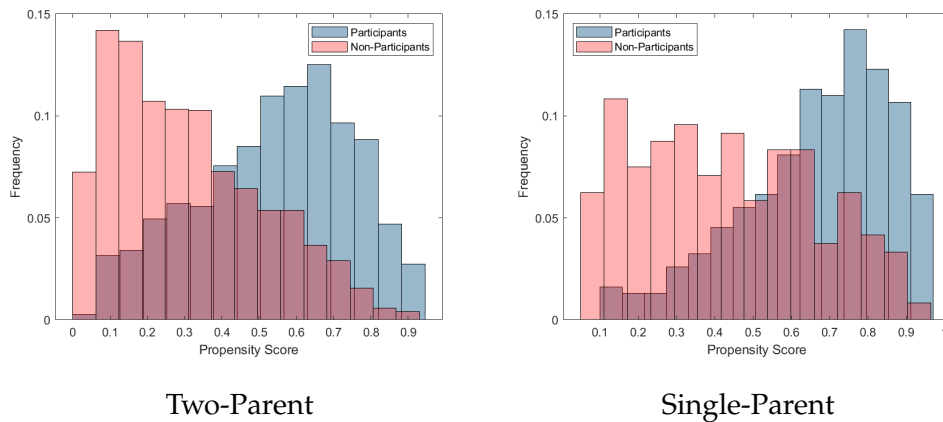 0.15
0.1
0.05
0
Frequency
Participants
Non-Participants
0 0.1 0.2 0.3 0.4 0.5 0.6 0.7 0.8 0.9
Propensity Score
Two-Parent
0.15
0.1
0.05
0
Frequency
Participants
Non-Participants
0.1 0.2 0.3 0.4 0.5 0.6 0.7 0.8 0.9
Propensity Score
Single-Parent